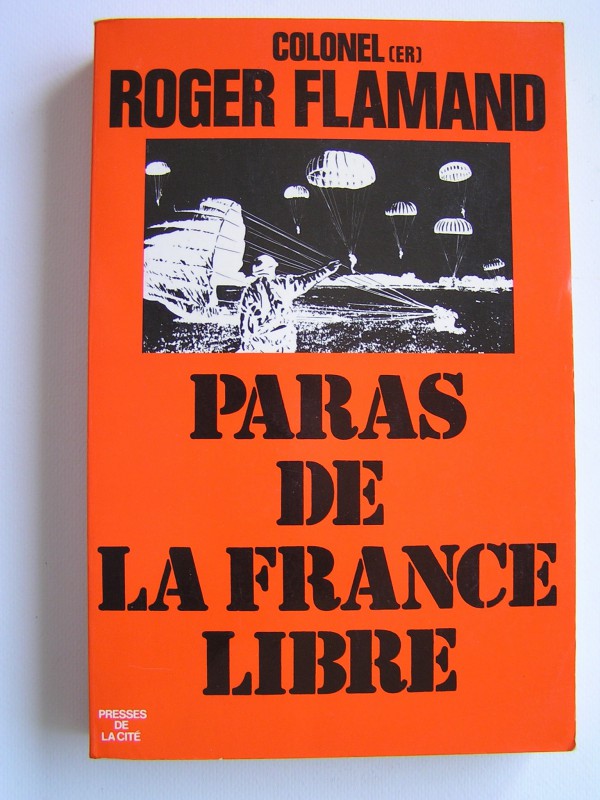 COLONEL (ER)
ROGER FLAMAND
PARAS
DE
LA FRANCE
LIBRE
PRESSES
DE
LA CITÉ